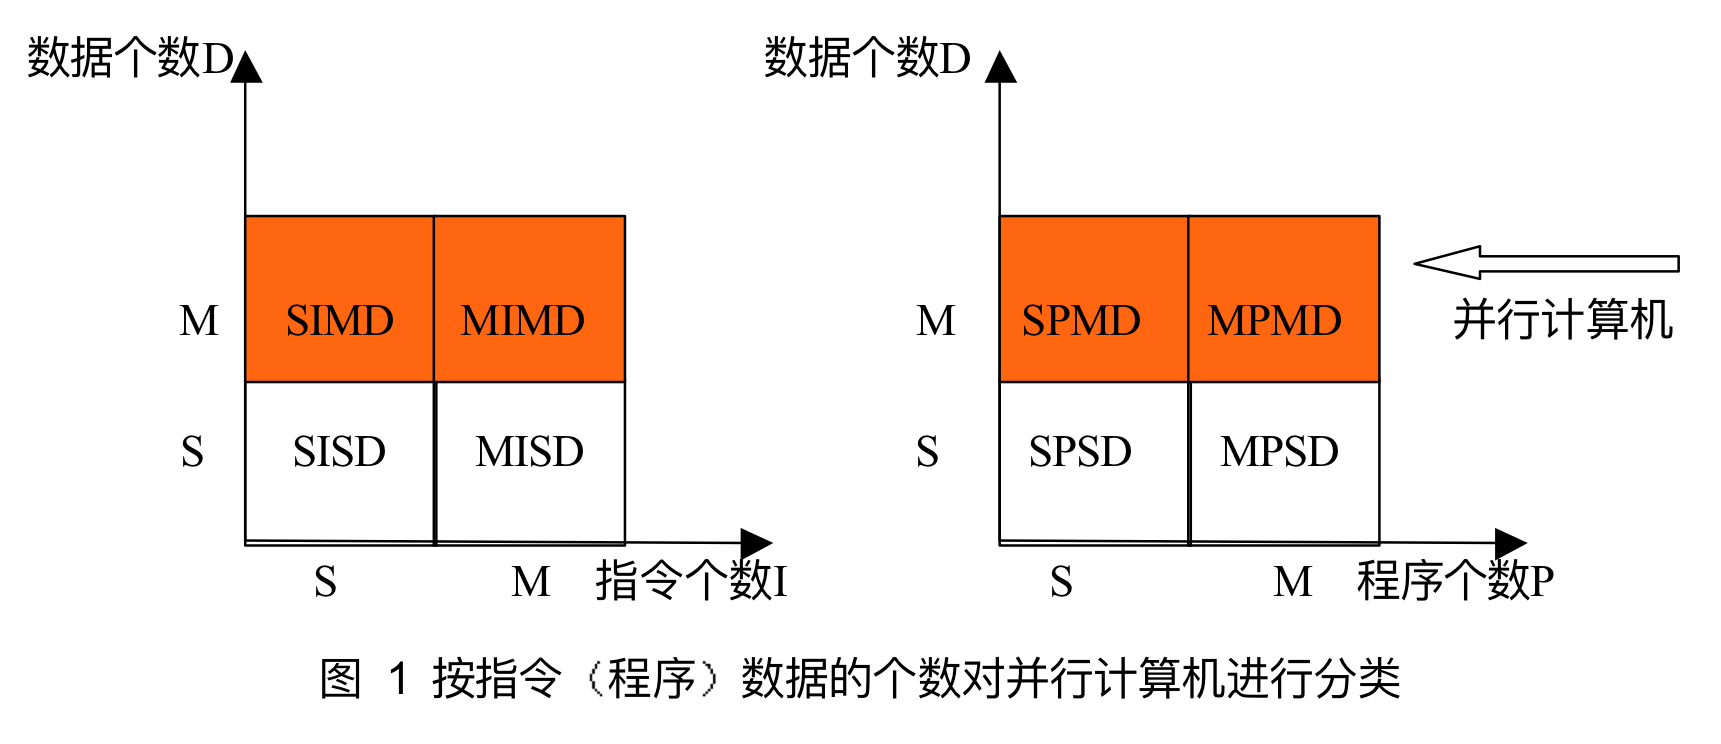 数据个数D
M SIMD MIMD
S SISD MISD
S M 指令个数I
数据个数D
M SPMD MPMD
S SPSD MPSD
S M 程序个数P
并行计算机
图 1 按指令（程序）数据的个数对并行计算机进行分类